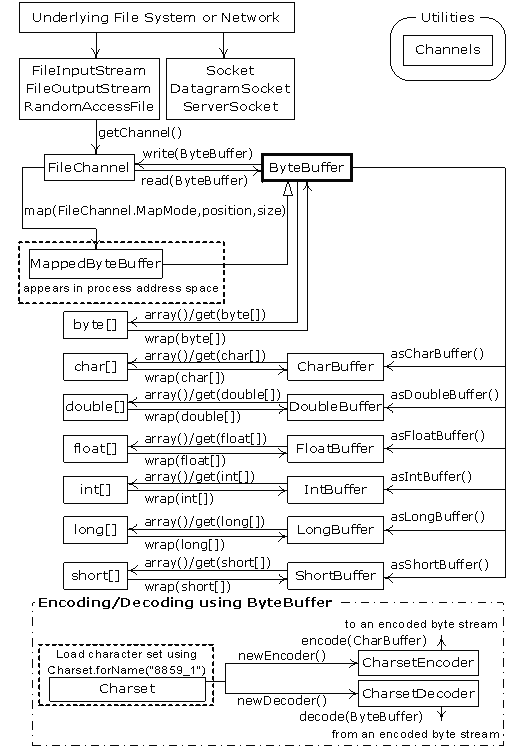 Underlying File System or Network
Utilities
Channels
FileInputStream
FileOutputStream
RandomAccessFile
Socket
DatagramSocket
ServerSocket
getChannel()
FileChannel
write(ByteBuffer)
read(ByteBuffer)
ByteBuffer
map(FileChannel.MapMode,position,size)
MappedByteBuffer
appears in process address space
byte[]
array()/get(byte[])
wrap(byte[])
char[]
array()/get(char[])
wrap(char[])
CharBuffer
asCharBuffer()
double[]
array()/get(double[])
wrap(double[])
DoubleBuffer
asDoubleBuffer()
float[]
array()/get(float[])
wrap(float[])
FloatBuffer
asFloatBuffer()
int[]
array()/get(int[])
wrap(int[])
IntBuffer
asIntBuffer()
long[]
array()/get(long[])
wrap(long[])
LongBuffer
asLongBuffer()
short[]
array()/get(short[])
wrap(short[])
ShortBuffer
asShortBuffer()
Encoding/Decoding using ByteBuffer
to an encoded byte stream
encode(CharBuffer)
Load character set using
Charset.forName("8859_1")
Charset
newEncoder()
CharsetEncoder
newDecoder()
CharsetDecoder
decode(ByteBuffer)
from an encoded byte stream